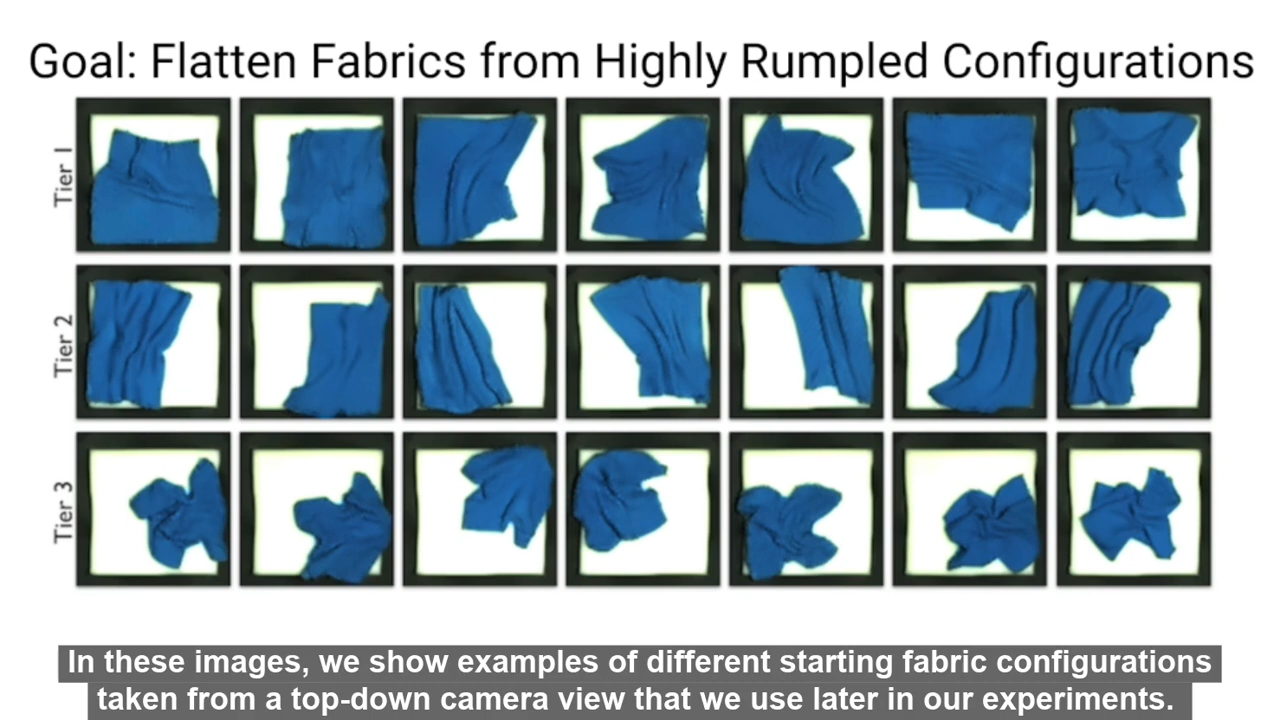 Goal: Flatten Fabrics from Highly Rumpled Configurations
Tier 1
Tier 2
Tier 3
In these images, we show examples of different starting fabric configurations
taken from a top-down camera view that we use later in our experiments.